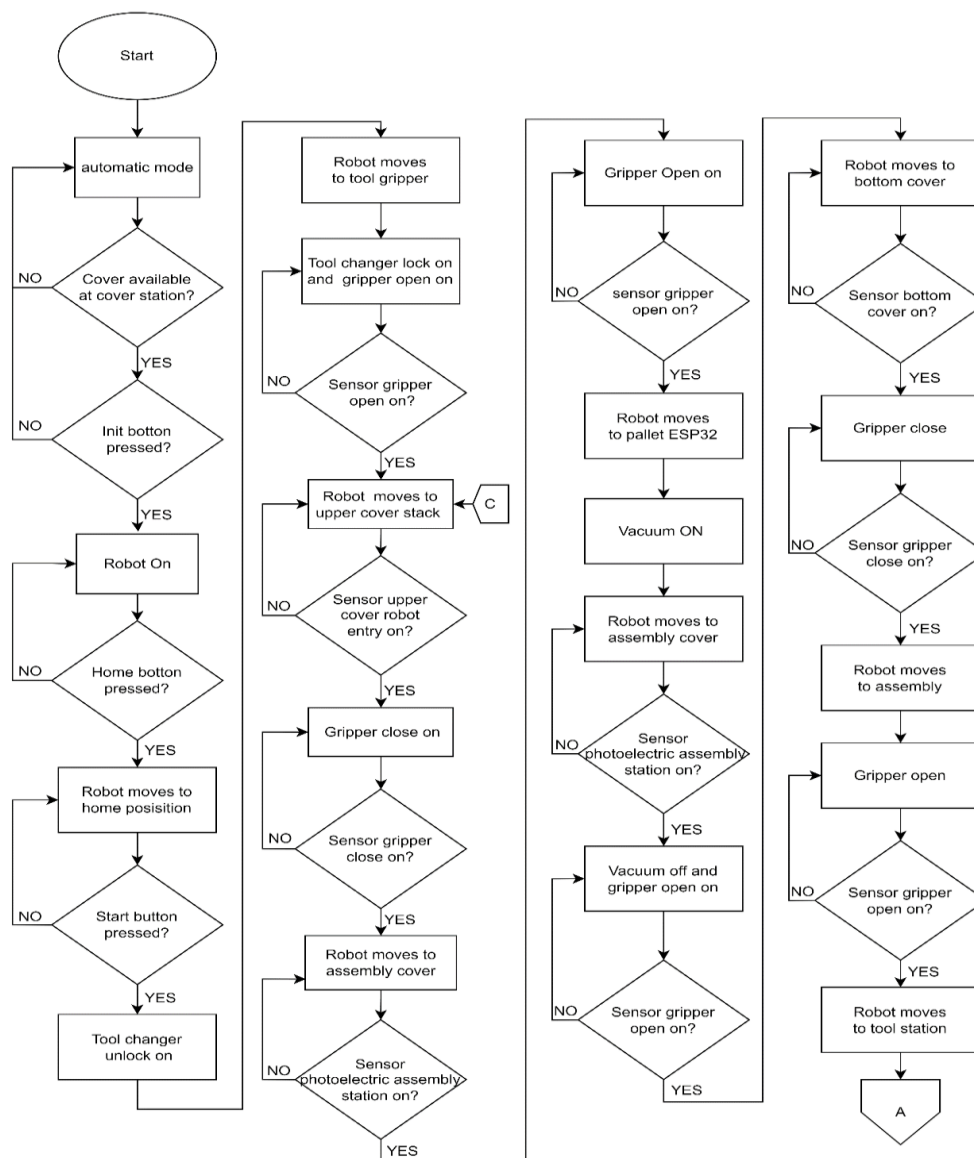 Start
automatic mode
NO
Cover available
at cover station?
YES
NO
Init botton
pressed?
YES
Robot On
NO
Home botton
pressed?
YES
Robot moves to
home posisition
NO
Start button
pressed?
YES
Tool changer
unlock on
Robot moves
to tool gripper
Tool changer lock on
and gripper open on
NO
Sensor gripper
open on?
YES
Robot moves to
upper cover stack
C
NO
Sensor upper
cover robot
entry on?
YES
Gripper close on
NO
Sensor gripper
close on?
YES
Robot moves to
assembly cover
NO
Sensor
photoelectric assembly
station on?
YES
Gripper Open on
NO
sensor gripper
open on?
YES
Robot moves
to pallet ESP32
Vacuum ON
Robot moves to
assembly cover
NO
Sensor
photoelectric assembly
station on?
YES
Vacuum off and
gripper open on
NO
Sensor gripper
open on?
YES
Robot moves to
bottom cover
NO
Sensor bottom
cover on?
YES
Gripper close
NO
Sensor gripper
close on?
YES
Robot moves
to assembly
Gripper open
NO
Sensor gripper
open on?
YES
Robot moves
to tool station
A